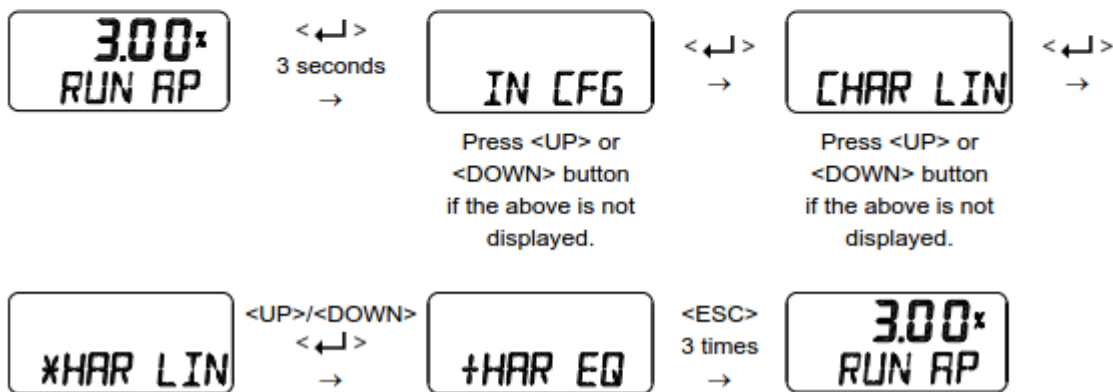 3.00%
RUN AP
< ↵ >
3 seconds
→
IN CFG
Press <UP> or
<DOWN> button
if the above is not
displayed.
< ↵ >
→
CHAR LIN
Press <UP> or
<DOWN> button
if the above is not
displayed.
< ↵ >
→
*HAR LIN
<UP>/<DOWN>
< ↵ >
→
+HAR EQ
<ESC>
3 times
→
3.00%
RUN AP